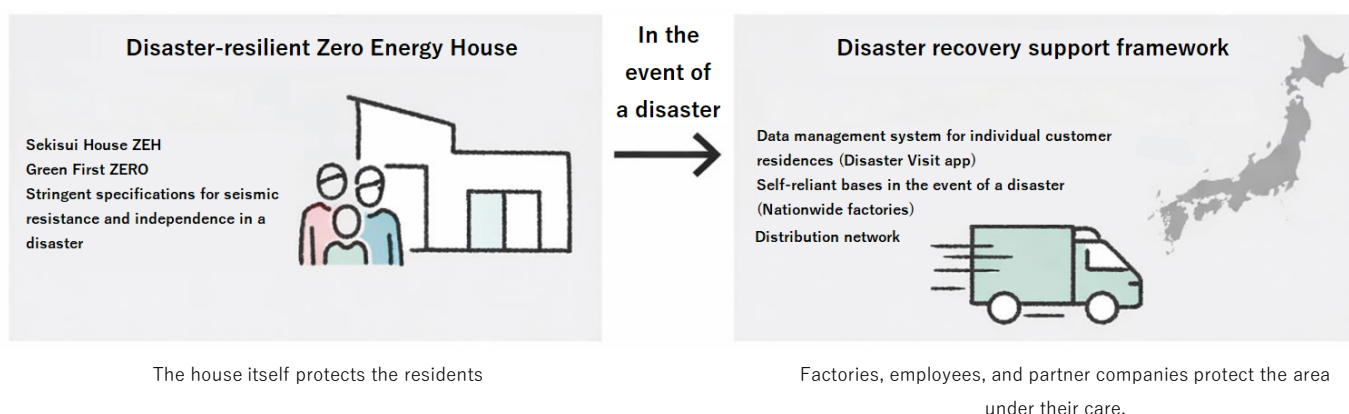 Disaster-resilient Zero Energy House
Sekisui House ZEH
Green First ZERO
Stringent specifications for seismic
resistance and independence in a
disaster
The house itself protects the residents
In the
event of
a disaster
Disaster recovery support framework
Data management system for individual customer
residences (Disaster Visit app)
Self-reliant bases in the event of a disaster
(Nationwide factories)
Distribution network
Factories, employees, and partner companies protect the area
under their care.